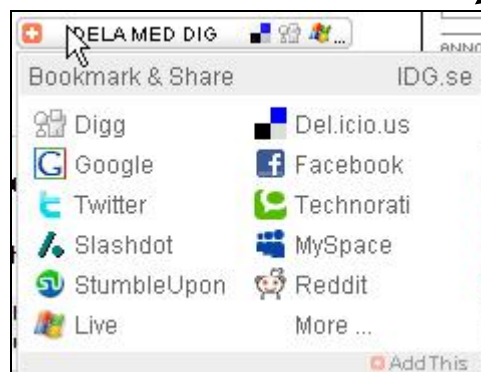 DELA MED DIG ...
ANNO
Bookmark & Share IDG.se
Digg Del.icio.us
Google Facebook
Twitter Technorati
Slashdot MySpace
StumbleUpon Reddit
Live More ...
AddThis